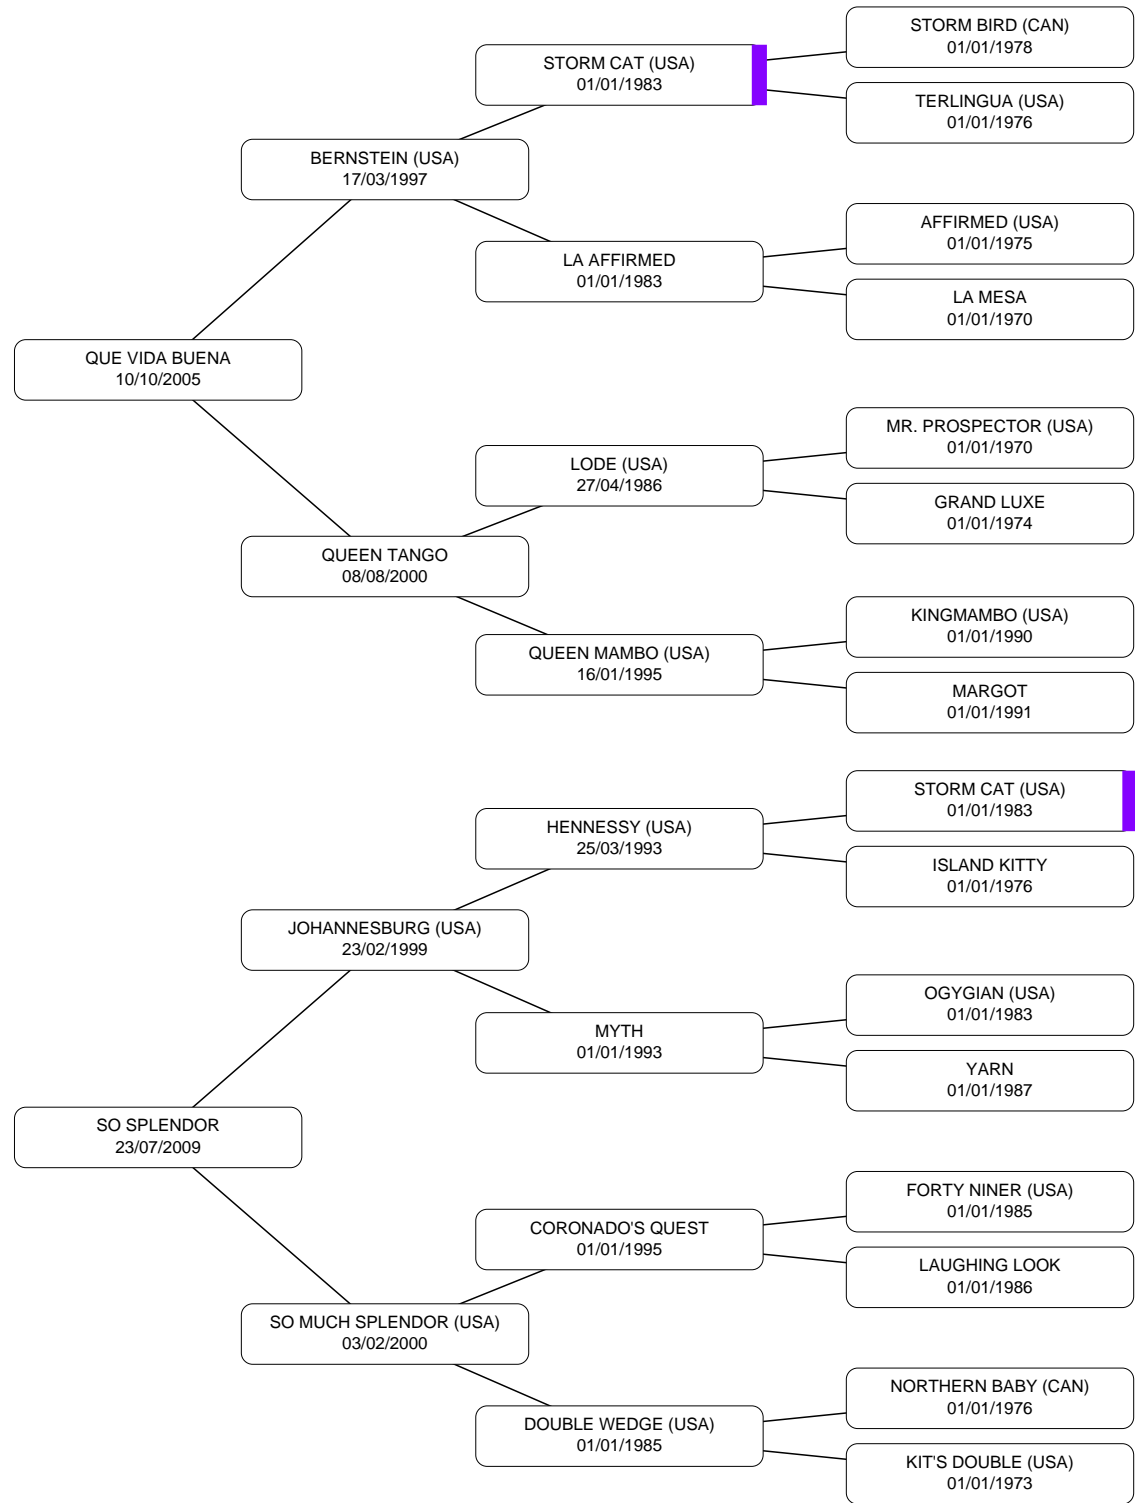 STORM BIRD (CAN)
01/01/1978
STORM CAT (USA)
01/01/1983
TERLINGUA (USA)
01/01/1976
BERNSTEIN (USA)
17/03/1997
AFFIRMED (USA)
01/01/1975
LA AFFIRMED
01/01/1983
LA MESA
01/01/1970
QUE VIDA BUENA
10/10/2005
MR. PROSPECTOR (USA)
01/01/1970
LODE (USA)
27/04/1986
GRAND LUXE
01/01/1974
QUEEN TANGO
08/08/2000
KINGMAMBO (USA)
01/01/1990
QUEEN MAMBO (USA)
16/01/1995
MARGOT
01/01/1991
STORM CAT (USA)
01/01/1983
HENNESSY (USA)
25/03/1993
ISLAND KITTY
01/01/1976
JOHANNESBURG (USA)
23/02/1999
OGYGIAN (USA)
01/01/1983
MYTH
01/01/1993
YARN
01/01/1987
SO SPLENDOR
23/07/2009
FORTY NINER (USA)
01/01/1985
CORONADO'S QUEST
01/01/1995
LAUGHING LOOK
01/01/1986
SO MUCH SPLENDOR (USA)
03/02/2000
NORTHERN BABY (CAN)
01/01/1976
DOUBLE WEDGE (USA)
01/01/1985
KIT'S DOUBLE (USA)
01/01/1973